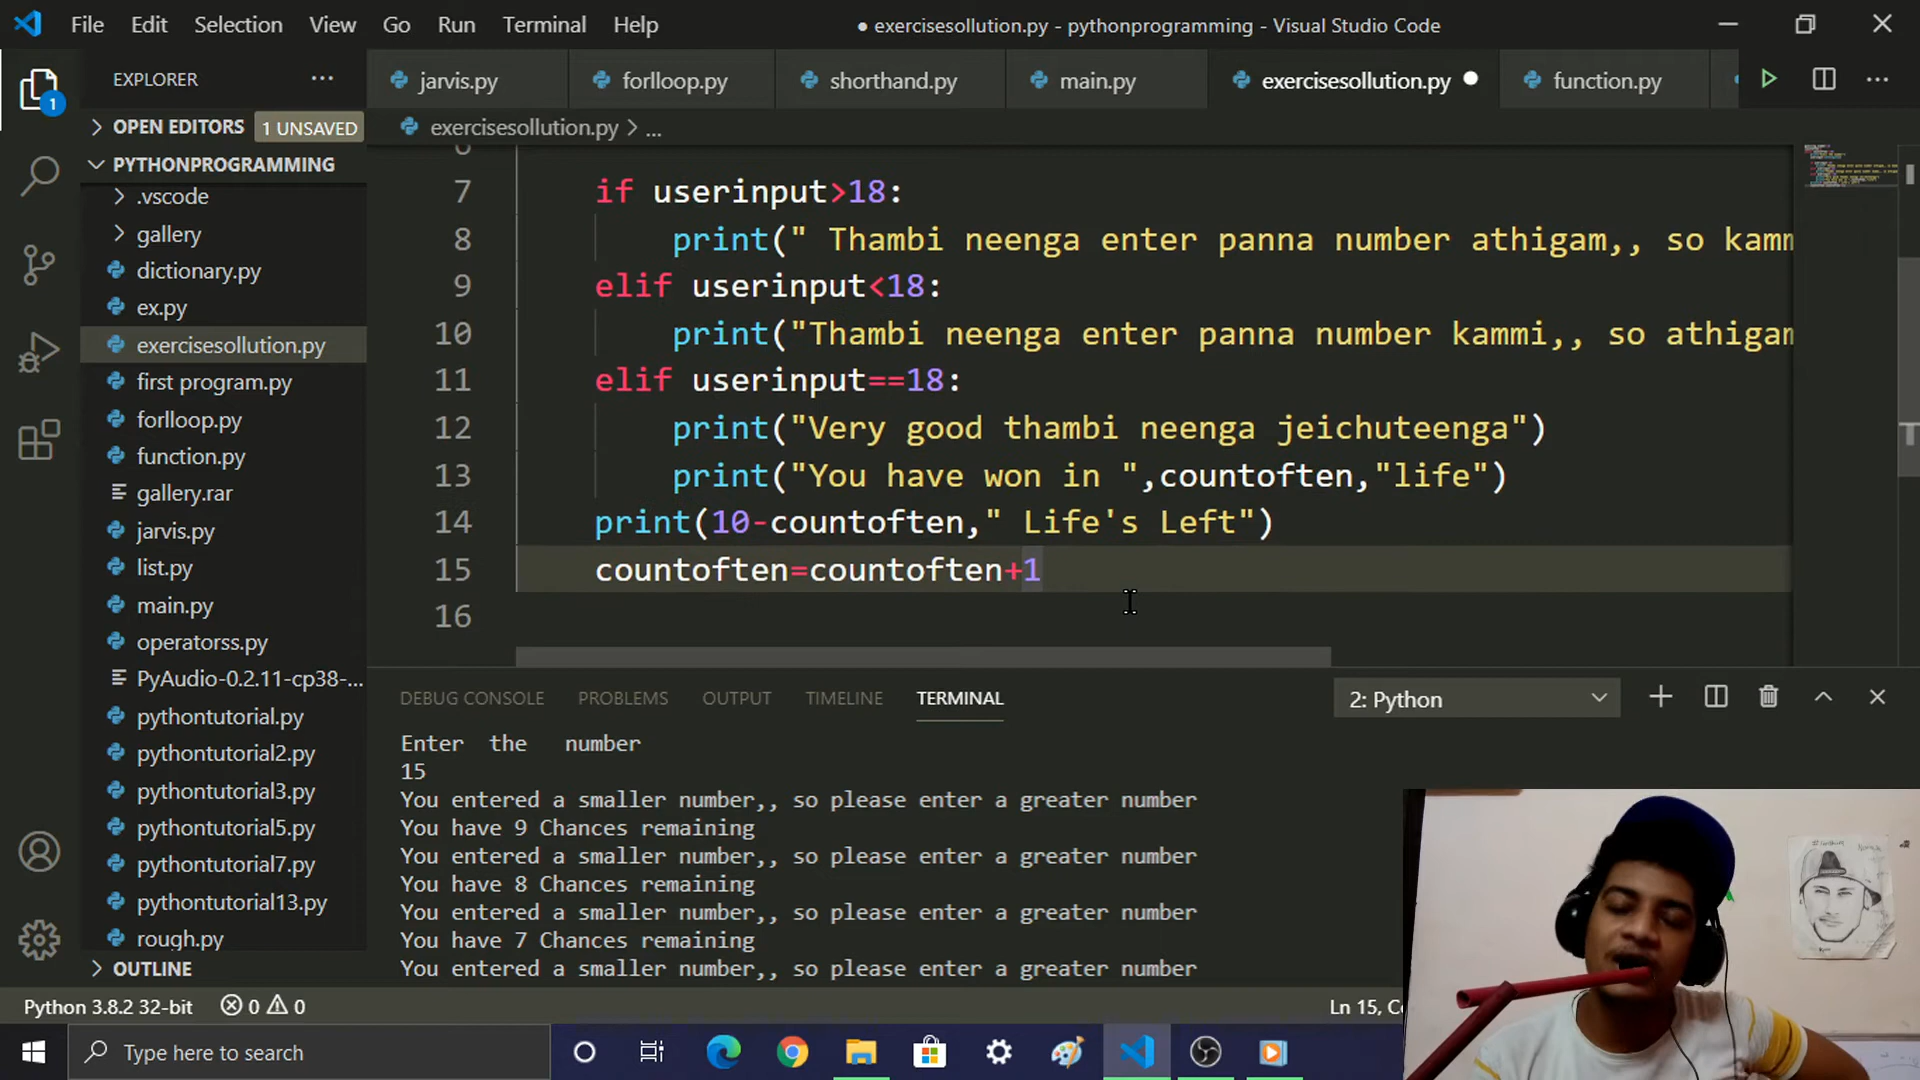 File Edit Selection View Go Run Terminal Help ● exercisesollution.py - pythonprogramming - Visual Studio Code
EXPLORER ...
jarvis.py forlloop.py shorthand.py main.py exercisesollution.py function.py
1
OPEN EDITORS 1 UNSAVED
exercisesollution.py > ...
PYTHONPROGRAMMING
.vscode
gallery
dictionary.py
ex.py
exercisesollution.py
first program.py
forlloop.py
function.py
gallery.rar
jarvis.py
list.py
main.py
operatorss.py
PyAudio-0.2.11-cp38-...
pythontutorial.py
pythontutorial2.py
pythontutorial3.py
pythontutorial5.py
pythontutorial7.py
pythontutorial13.py
rough.py
OUTLINE
6
7 if userinput>18:
8 print(" Thambi neenga enter panna number athigam,, so kamm
9 elif userinput<18:
10 print("Thambi neenga enter panna number kammi,, so athigam
11 elif userinput==18:
12 print("Very good thambi neenga jeichuteenga")
13 print("You have won in ",countoften,"life")
14 print(10-countoften," Life's Left")
15 countoften=countoften+1
16
DEBUG CONSOLE PROBLEMS OUTPUT TIMELINE TERMINAL 2: Python
Enter the number
15
You entered a smaller number,, so please enter a greater number
You have 9 Chances remaining
You entered a smaller number,, so please enter a greater number
You have 8 Chances remaining
You entered a smaller number,, so please enter a greater number
You have 7 Chances remaining
You entered a smaller number,, so please enter a greater number
Python 3.8.2 32-bit 0 0 Ln 15, Co
Type here to search